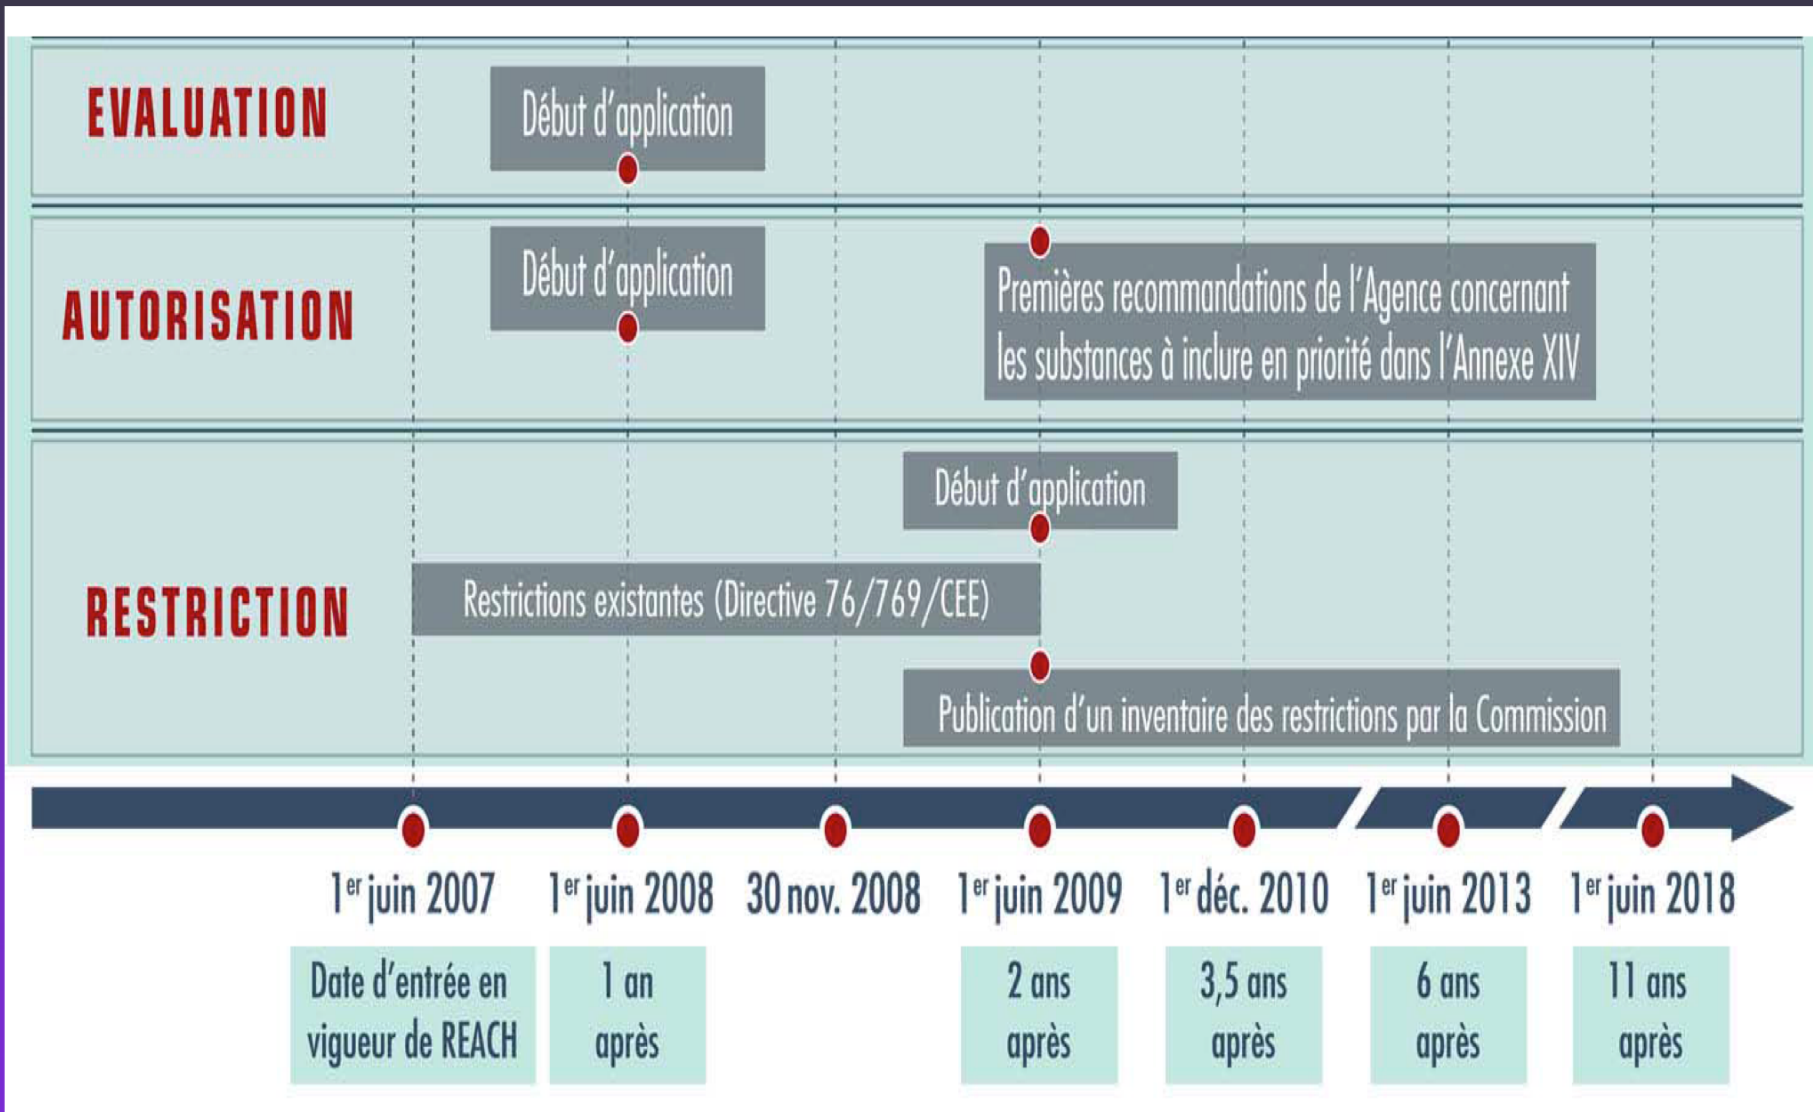 EVALUATION
Début d’application
AUTORISATION
Début d’application
Premières recommandations de l’Agence concernant
les substances à inclure en priorité dans l’Annexe XIV
RESTRICTION
Début d’application
Restrictions existantes (Directive 76/769/CEE)
Publication d’un inventaire des restrictions par la Commission
1er juin 2007
1er juin 2008
30 nov. 2008
1er juin 2009
1er déc. 2010
1er juin 2013
1er juin 2018
Date d’entrée en
vigueur de REACH
1 an
après
2 ans
après
3,5 ans
après
6 ans
après
11 ans
après